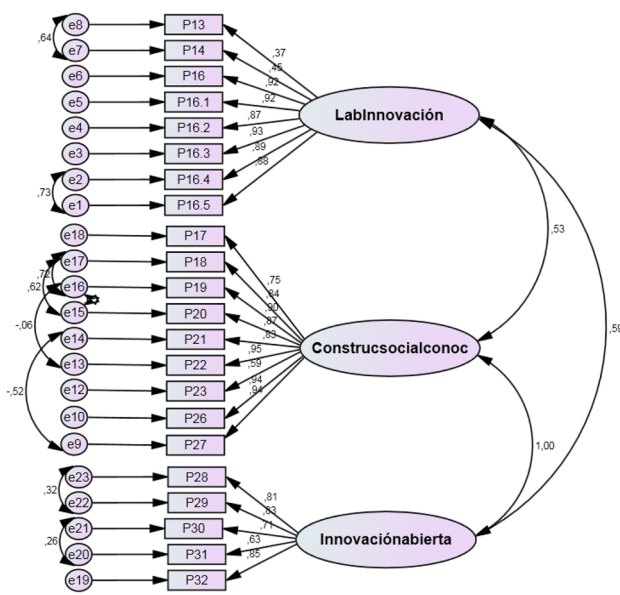 e8 P13
,64
e7 P14
,37
e6 P16
,45
,92
e5 P16.1
,92
LabInnovación
e4 P16.2
,87
e3 P16.3
,93
,89
e2 P16.4
,88
,73
e1 P16.5
e18 P17
,53
e17 P18
,72
e16 P19
,75
,62
,84
e15 P20
,90
,87
-,06
e14 P21
,83
,59
Construcsocialconoc
e13 P22
,95
,59
e12 P23
,94
-,52
,94
e10 P26
e9 P27
1,00
e23 P28
,32
,81
e22 P29
,83
e21 P30
,71
Innovaciónabierta
,26
,63
e20 P31
,85
e19 P32